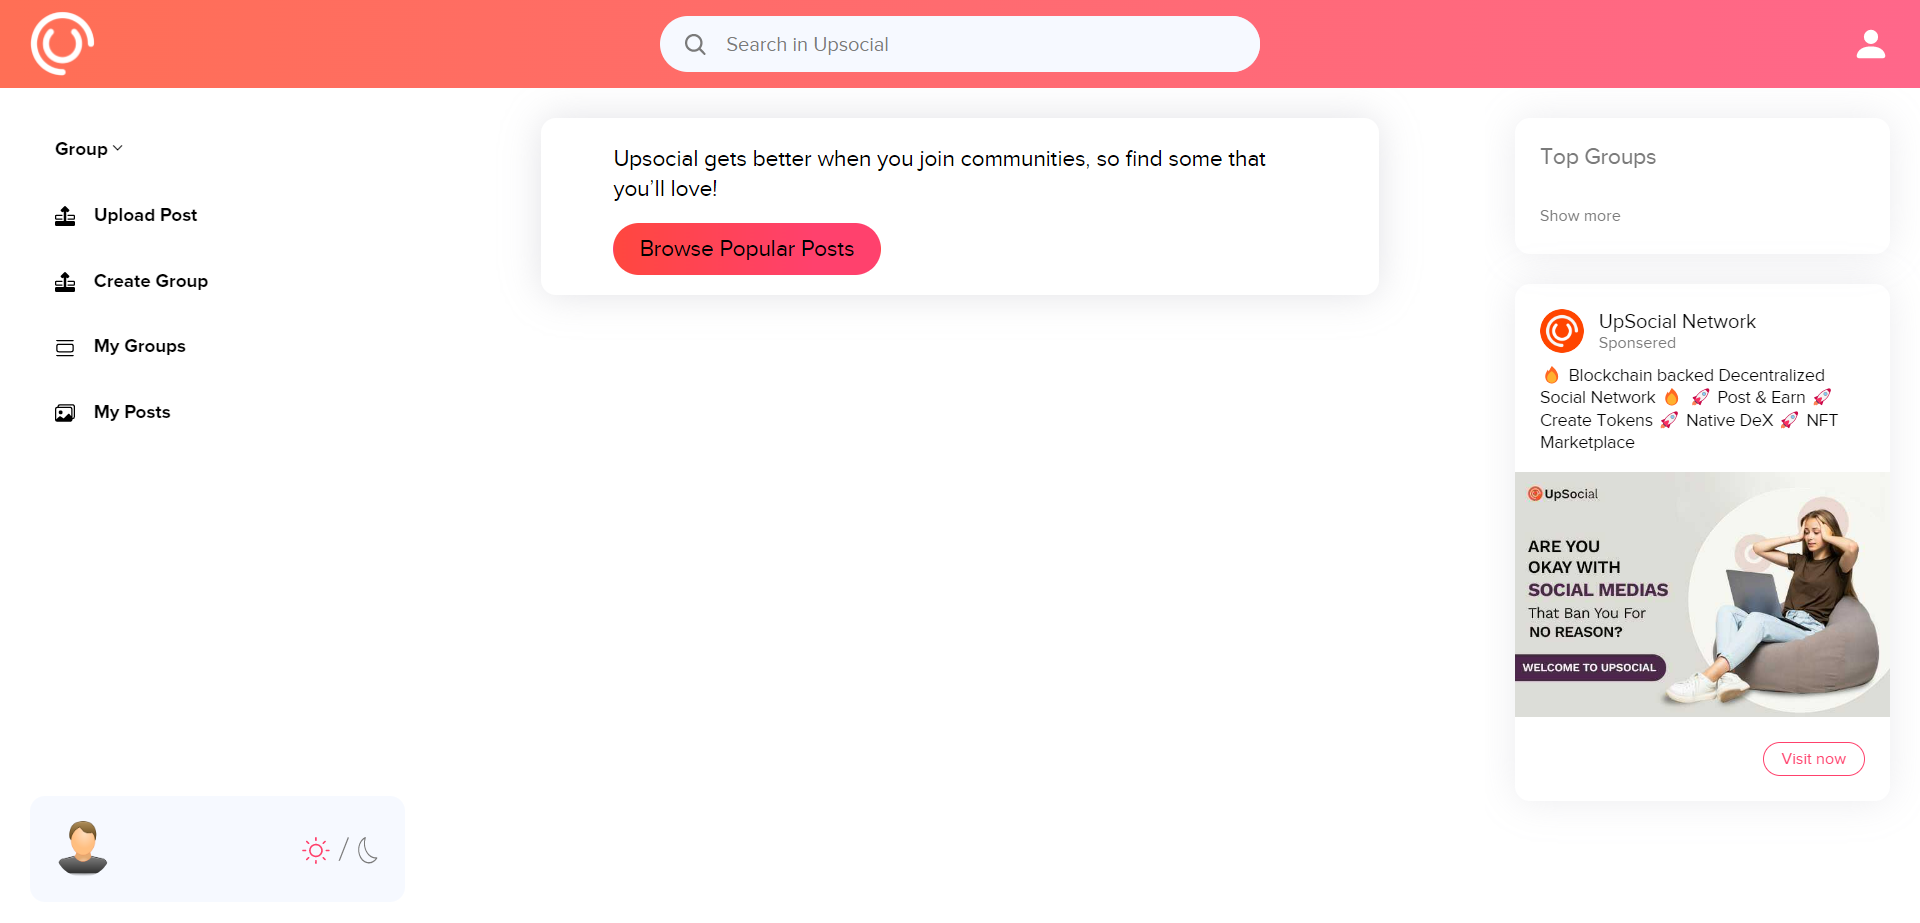 Search in Upsocial
Group
Upload Post
Create Group
My Groups
My Posts
Upsocial gets better when you join communities, so find some that
you’ll love!
Browse Popular Posts
Top Groups
Show more
UpSocial Network
Sponsered
🔥 Blockchain backed Decentralized
Social Network 🔥 🚀 Post & Earn 🚀
Create Tokens 🚀 Native DeX 🚀 NFT
Marketplace
UpSocial
ARE YOU
OKAY WITH
SOCIAL MEDIAS
That Ban You For
NO REASON?
WELCOME TO UPSOCIAL
Visit now
/